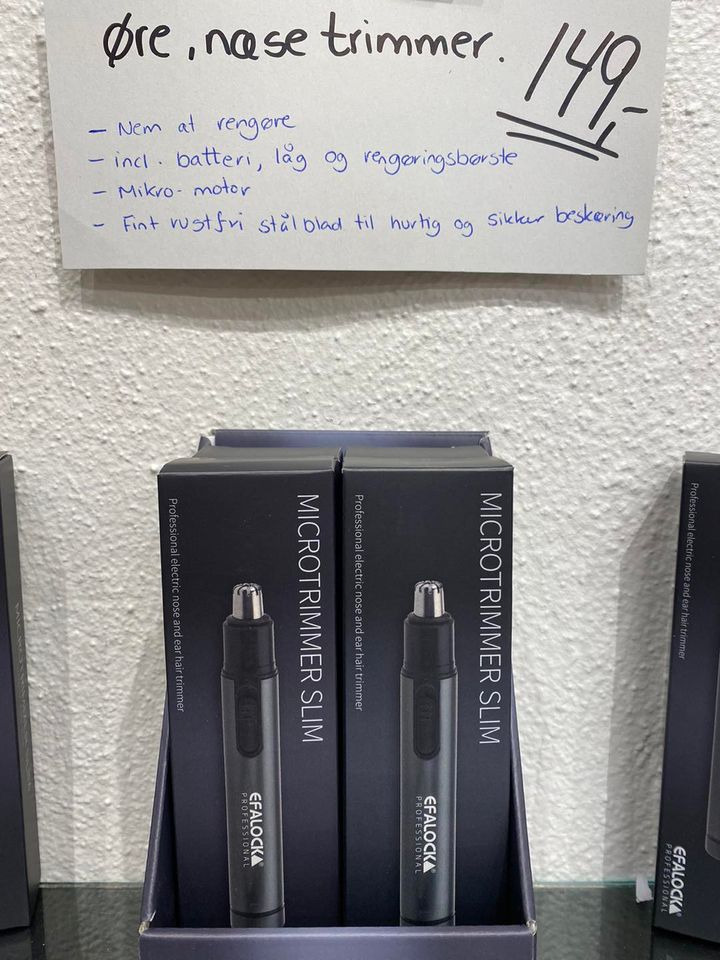 Øre, næse trimmer.
149,-
- Nem at rengøre
- incl. batteri, låg og rengøringsbørste
- Mikro-motor
- Fint rustfri stålblad til hurtig og sikker beskæring
MICROTRIMMER SLIM
Professional electric nose and ear hair trimmer
EFALOCK
PROFESSIONAL
MICROTRIMMER SLIM
Professional electric nose and ear hair trimmer
EFALOCK
PROFESSIONAL
Professional electric nose and ear hair trimmer
EFALOCK
PROFESSIONAL